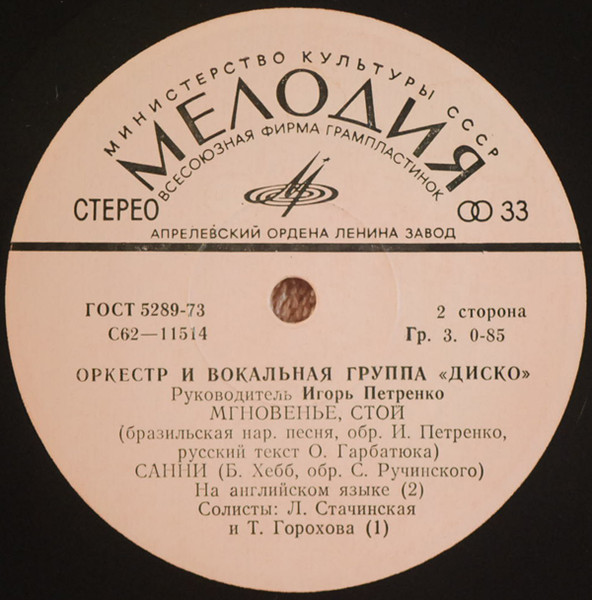 МИНИСТЕРСТВО КУЛЬТУРЫ СССР
МЕЛОДИЯ
ВСЕСОЮЗНАЯ ФИРМА ГРАМПЛАСТИНОК
СТЕРЕО 33
АПРЕЛЕВСКИЙ ОРДЕНА ЛЕНИНА ЗАВОД
ГОСТ 5289-73 2 сторона
С62—11514 Гр. 3. 0-85
ОРКЕСТР И ВОКАЛЬНАЯ ГРУППА «ДИСКО»
Руководитель Игорь Петренко
МГНОВЕНЬЕ, СТОЙ
(бразильская нар. песня, обр. И. Петренко,
русский текст О. Гарбатюка)
САННИ (Б. Хебб, обр. С. Ручинского)
На английском языке (2)
Солисты: Л. Стачинская
и Т. Горохова (1)